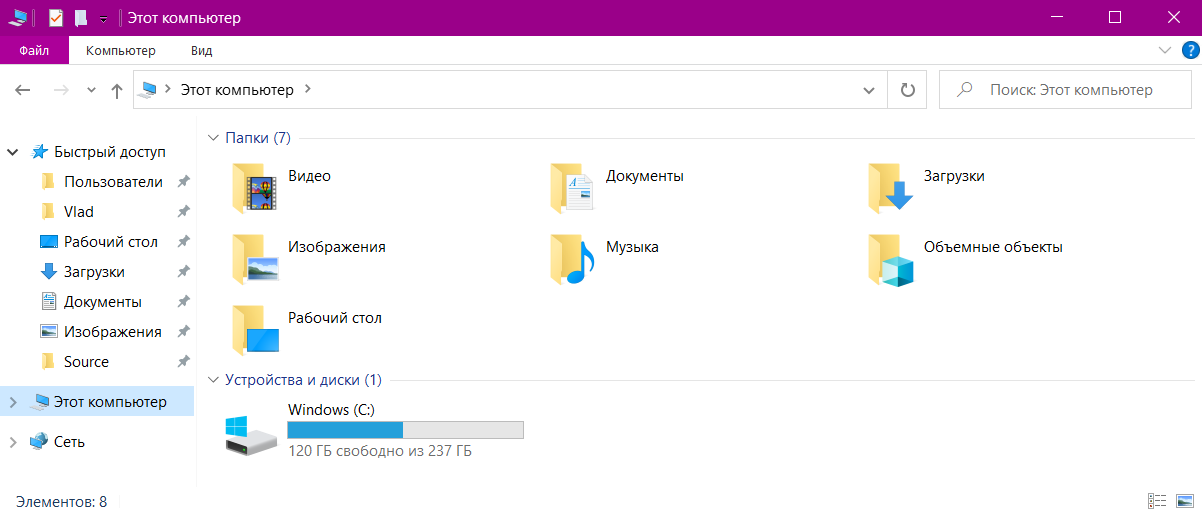 Этот компьютер
Файл Компьютер Вид ?
Этот компьютер Поиск: Этот компьютер
Быстрый доступ
Пользователи
Vlad
Рабочий стол
Загрузки
Документы
Изображения
Source
Этот компьютер
Сеть
Папки (7)
Видео Документы Загрузки
Изображения Музыка Объемные объекты
Рабочий стол
Устройства и диски (1)
Windows (C:)
120 ГБ свободно из 237 ГБ
Элементов: 8